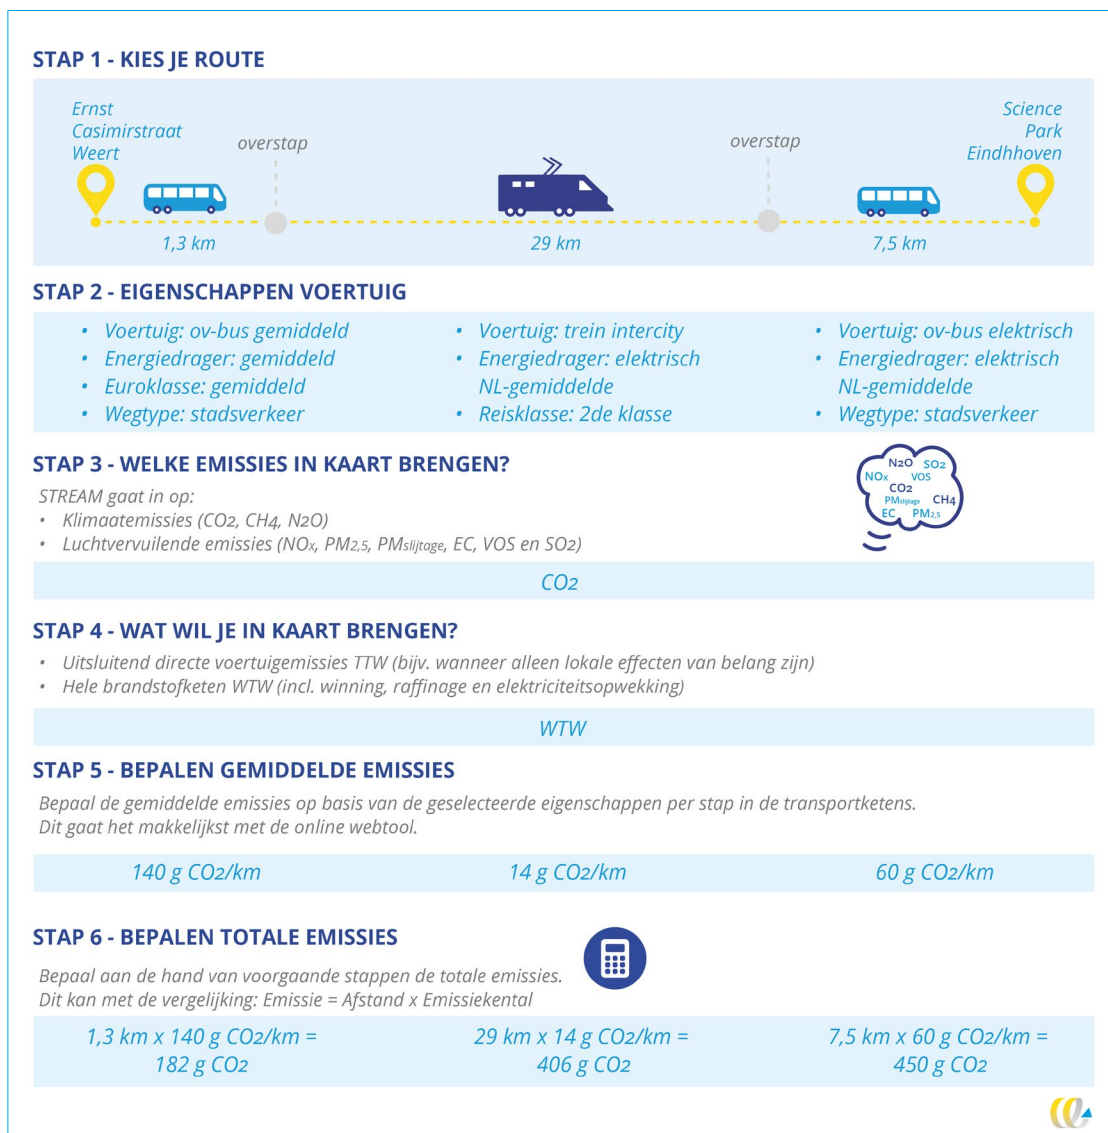 STAP 1 - KIES JE ROUTE
Ernst
Casimirstraat
Weert
overstap
overstap
Science
Park
Eindhhoven
1,3 km
29 km
7,5 km
STAP 2 - EIGENSCHAPPEN VOERTUIG
• Voertuig: ov-bus gemiddeld
• Energiedrager: gemiddeld
• Euroklasse: gemiddeld
• Wegtype: stadsverkeer
• Voertuig: trein intercity
• Energiedrager: elektrisch
NL-gemiddelde
• Reisklasse: 2de klasse
• Voertuig: ov-bus elektrisch
• Energiedrager: elektrisch
NL-gemiddelde
• Wegtype: stadsverkeer
STAP 3 - WELKE EMISSIES IN KAART BRENGEN?
STREAM gaat in op:
• Klimaatemissies (CO2, CH4, N2O)
• Luchtvervuilende emissies (NOx, PM2,5, PMslijtage, EC, VOS en SO2)
N2O SO2
NOx VOS
CO2
PMslijtage CH4
EC PM2,5
CO2
STAP 4 - WAT WIL JE IN KAART BRENGEN?
• Uitsluitend directe voertuigemissies TTW (bijv. wanneer alleen lokale effecten van belang zijn)
• Hele brandstofketen WTW (incl. winning, raffinage en elektriciteitsopwekking)
WTW
STAP 5 - BEPALEN GEMIDDELDE EMISSIES
Bepaal de gemiddelde emissies op basis van de geselecteerde eigenschappen per stap in de transportketens.
Dit gaat het makkelijkst met de online webtool.
140 g CO2/km
14 g CO2/km
60 g CO2/km
STAP 6 - BEPALEN TOTALE EMISSIES
Bepaal aan de hand van voorgaande stappen de totale emissies.
Dit kan met de vergelijking: Emissie = Afstand x Emissiekental
1,3 km x 140 g CO2/km =
182 g CO2
29 km x 14 g CO2/km =
406 g CO2
7,5 km x 60 g CO2/km =
450 g CO2